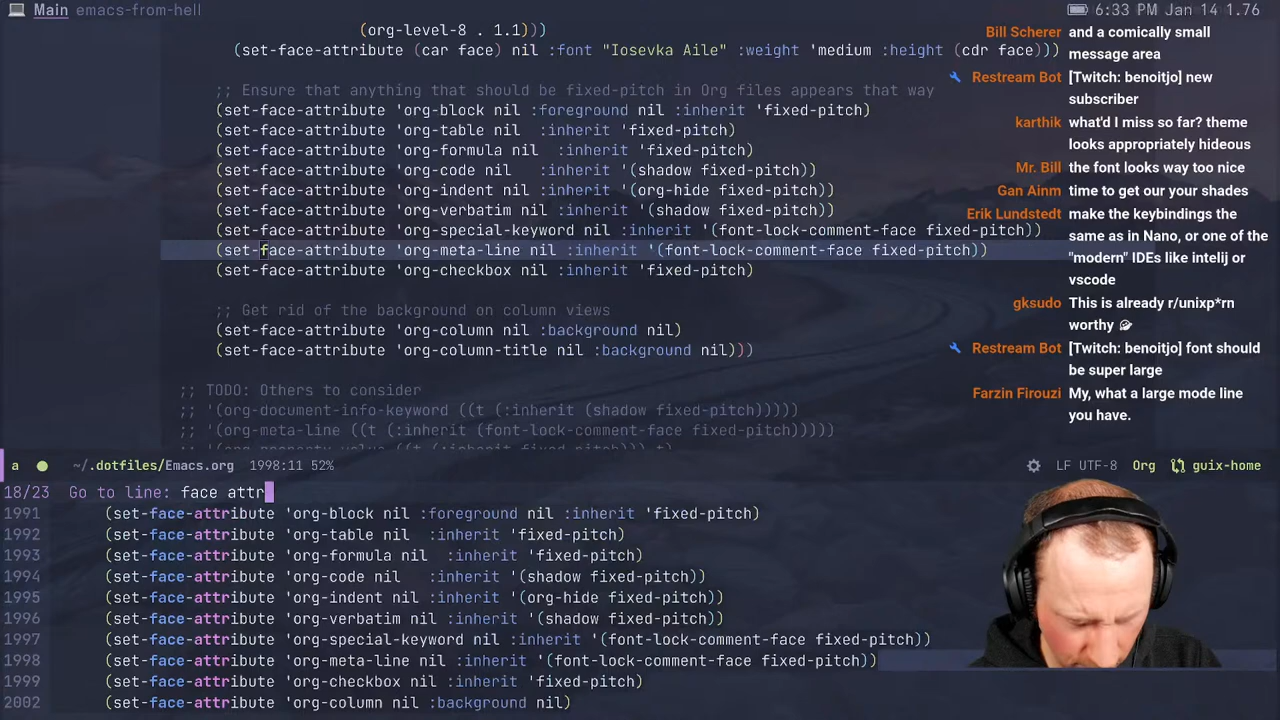 Main emacs-from-hell
6:33 PM Jan 14 1.76
(org-level-8 . 1.1)))
(set-face-attribute (car face) nil :font "Iosevka Aile" :weight 'medium :height (cdr face)))
;; Ensure that anything that should be fixed-pitch in Org files appears that way
(set-face-attribute 'org-block nil :foreground nil :inherit 'fixed-pitch)
(set-face-attribute 'org-table nil  :inherit 'fixed-pitch)
(set-face-attribute 'org-formula nil  :inherit 'fixed-pitch)
(set-face-attribute 'org-code nil   :inherit '(shadow fixed-pitch))
(set-face-attribute 'org-indent nil :inherit '(org-hide fixed-pitch))
(set-face-attribute 'org-verbatim nil :inherit '(shadow fixed-pitch))
(set-face-attribute 'org-special-keyword nil :inherit '(font-lock-comment-face fixed-pitch))
(set-face-attribute 'org-meta-line nil :inherit '(font-lock-comment-face fixed-pitch))
(set-face-attribute 'org-checkbox nil :inherit 'fixed-pitch)
;; Get rid of the background on column views
(set-face-attribute 'org-column nil :background nil)
(set-face-attribute 'org-column-title nil :background nil)))
;; TODO: Others to consider
;; '(org-document-info-keyword ((t (:inherit (shadow fixed-pitch)))))
;; '(org-meta-line ((t (:inherit (font-lock-comment-face fixed-pitch)))))
Bill Scherer and a comically small
message area
Restream Bot [Twitch: benoitjo] new
subscriber
karthik what'd I miss so far? theme
looks appropriately hideous
Mr. Bill the font looks way too nice
Gan Ainm time to get our your shades
Erik Lundstedt make the keybindings the
same as in Nano, or one of the
"modern" IDEs like intelij or
vscode
gksudo This is already r/unixp*rn
worthy
Restream Bot [Twitch: benoitjo] font should
be super large
Farzin Firouzi My, what a large mode line
you have.
a ~/.dotfiles/Emacs.org 1998:11 52% LF UTF-8 Org guix-home
18/23 Go to line: face attr
1991 (set-face-attribute 'org-block nil :foreground nil :inherit 'fixed-pitch)
1992 (set-face-attribute 'org-table nil  :inherit 'fixed-pitch)
1993 (set-face-attribute 'org-formula nil  :inherit 'fixed-pitch)
1994 (set-face-attribute 'org-code nil   :inherit '(shadow fixed-pitch))
1995 (set-face-attribute 'org-indent nil :inherit '(org-hide fixed-pitch))
1996 (set-face-attribute 'org-verbatim nil :inherit '(shadow fixed-pitch))
1997 (set-face-attribute 'org-special-keyword nil :inherit '(font-lock-comment-face fixed-pitch))
1998 (set-face-attribute 'org-meta-line nil :inherit '(font-lock-comment-face fixed-pitch))
1999 (set-face-attribute 'org-checkbox nil :inherit 'fixed-pitch)
2002 (set-face-attribute 'org-column nil :background nil)